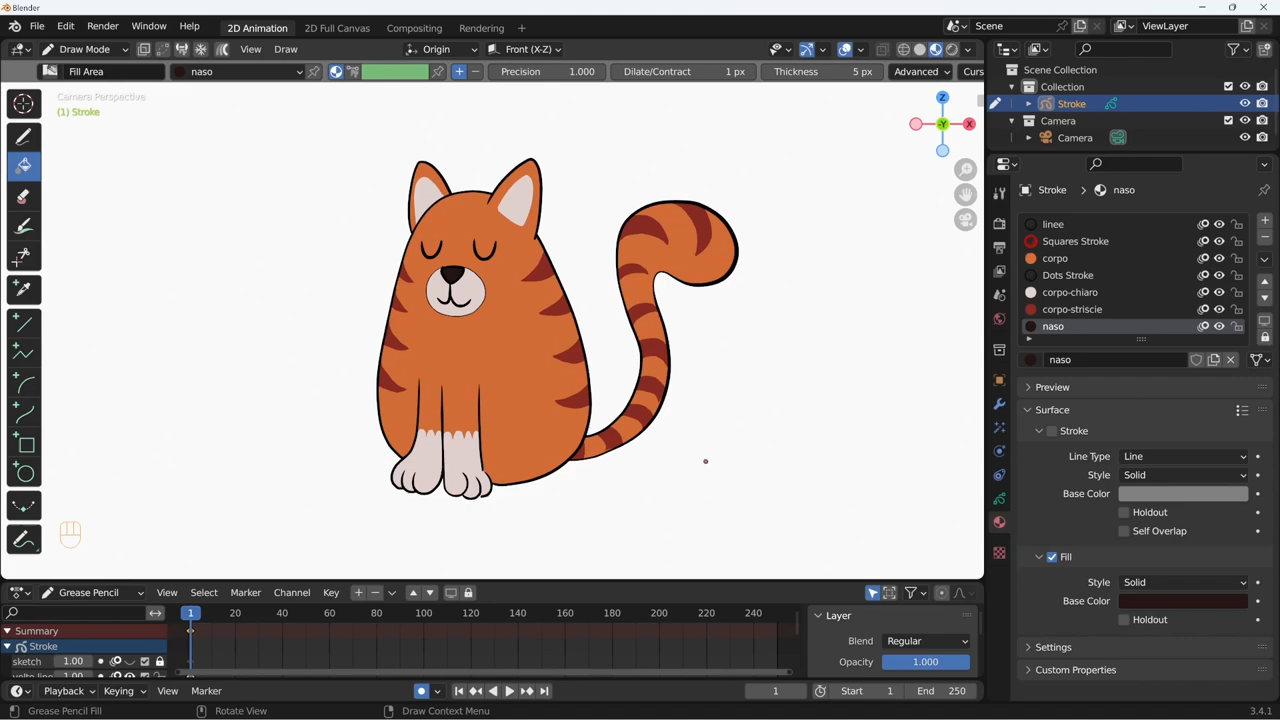 Blender
File Edit Render Window Help 2D Animation 2D Full Canvas Compositing Rendering Scene ViewLayer
Draw Mode View Draw Origin Front (X-Z)
Fill Area naso Precision 1.000 Dilate/Contract 1 px Thickness 5 px Advanced Curs
Camera Perspective
(1) Stroke
Z
-Y
X
Scene Collection
Collection
Stroke
Camera
Camera
Stroke naso
linee
Squares Stroke
corpo
Dots Stroke
corpo-chiaro
corpo-striscie
naso
naso
Preview
Surface
Stroke
Line Type Line
Style Solid
Base Color
Holdout
Self Overlap
Fill
Style Solid
Base Color
Holdout
Settings
Custom Properties
Grease Pencil View Select Marker Channel Key
1 20 40 60 80 100 120 140 160 180 200 220 240
Summary
Stroke
sketch 1.00
1.00
Layer
Blend Regular
Opacity 1.000
Playback Keying View Marker 1 Start 1 End 250
Grease Pencil Fill Rotate View Draw Context Menu 3.4.1